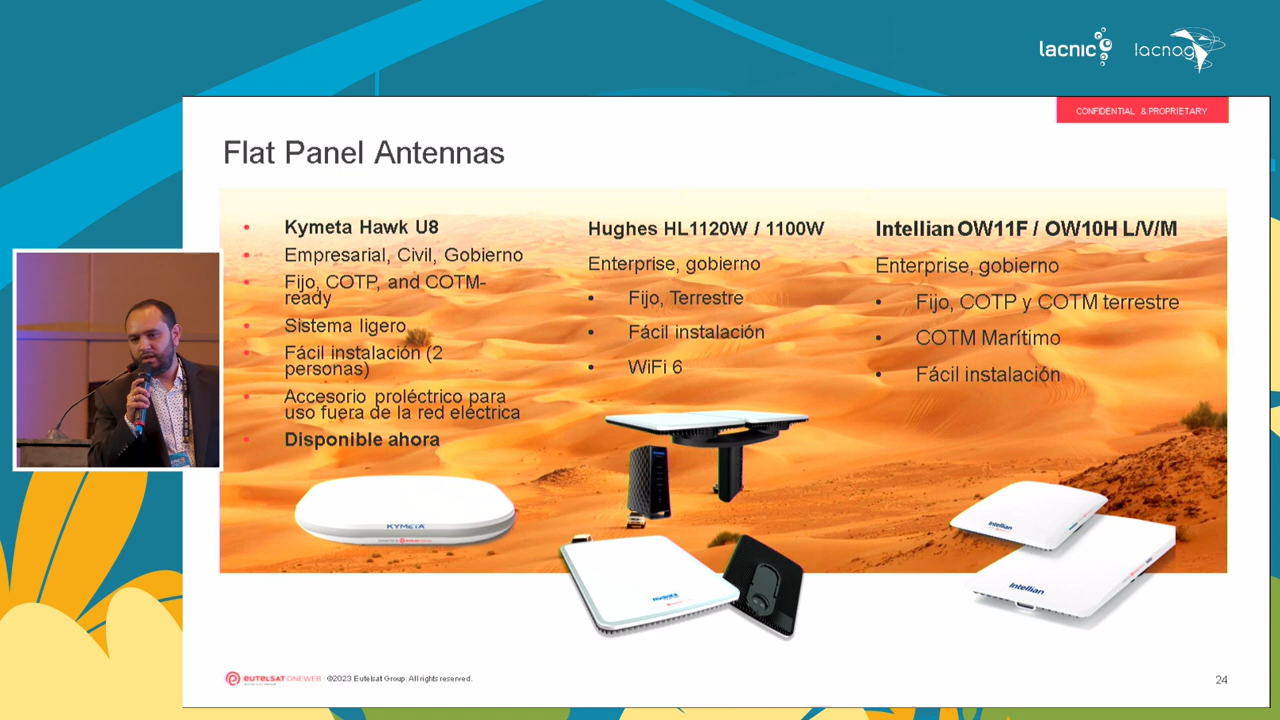 lacnic
lacnog
CONFIDENTIAL & PROPRIETARY
Flat Panel Antennas
• Kymeta Hawk U8
• Empresarial, Civil, Gobierno
• Fijo, COTP, and COTM-
ready
• Sistema ligero
• Fácil instalación (2
personas)
• Accesorio proléctrico para
uso fuera de la red eléctrica
• Disponible ahora
Hughes HL1120W / 1100W
Enterprise, gobierno
• Fijo, Terrestre
• Fácil instalación
• WiFi 6
Intellian OW11F / OW10H L/V/M
Enterprise, gobierno
• Fijo, COTP y COTM terrestre
• COTM Marítimo
• Fácil instalación
KYMETA
Intellian
HUGHES
Intellian
eutelsat ONEWEB ©2023 Eutelsat Group. All rights reserved.
24